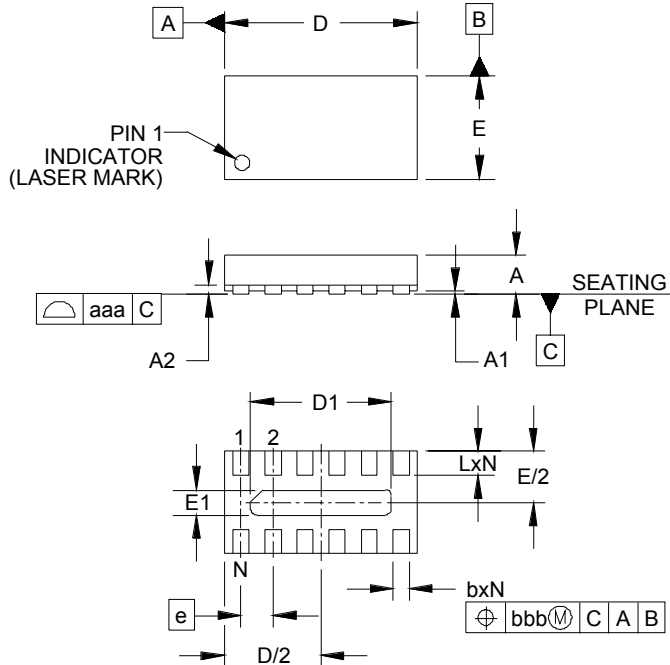 A
D
B
E
PIN 1
INDICATOR
(LASER MARK)
A
SEATING
PLANE
aaa C
A2
A1
C
D1
1 2
LxN
E/2
E1
N
bxN
e
bbb Ⓜ C A B
D/2